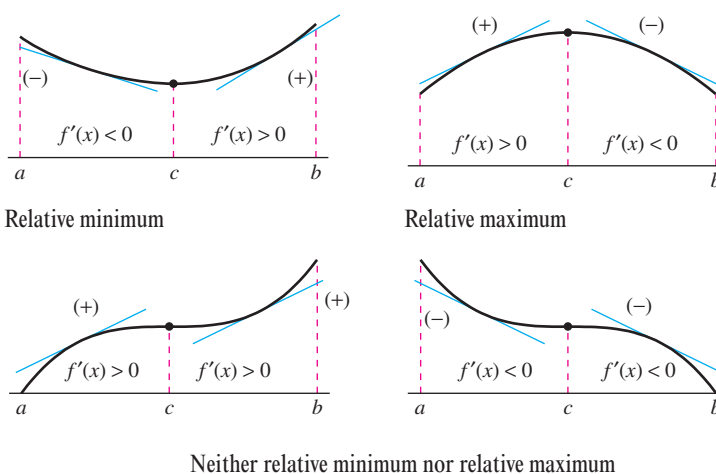 (−)
(+)
f′(x) < 0
f′(x) > 0
a
c
b
Relative minimum
(+)
(−)
f′(x) > 0
f′(x) < 0
a
c
b
Relative maximum
(+)
(+)
f′(x) > 0
f′(x) > 0
a
c
b
(−)
(−)
f′(x) < 0
f′(x) < 0
a
c
b
Neither relative minimum nor relative maximum